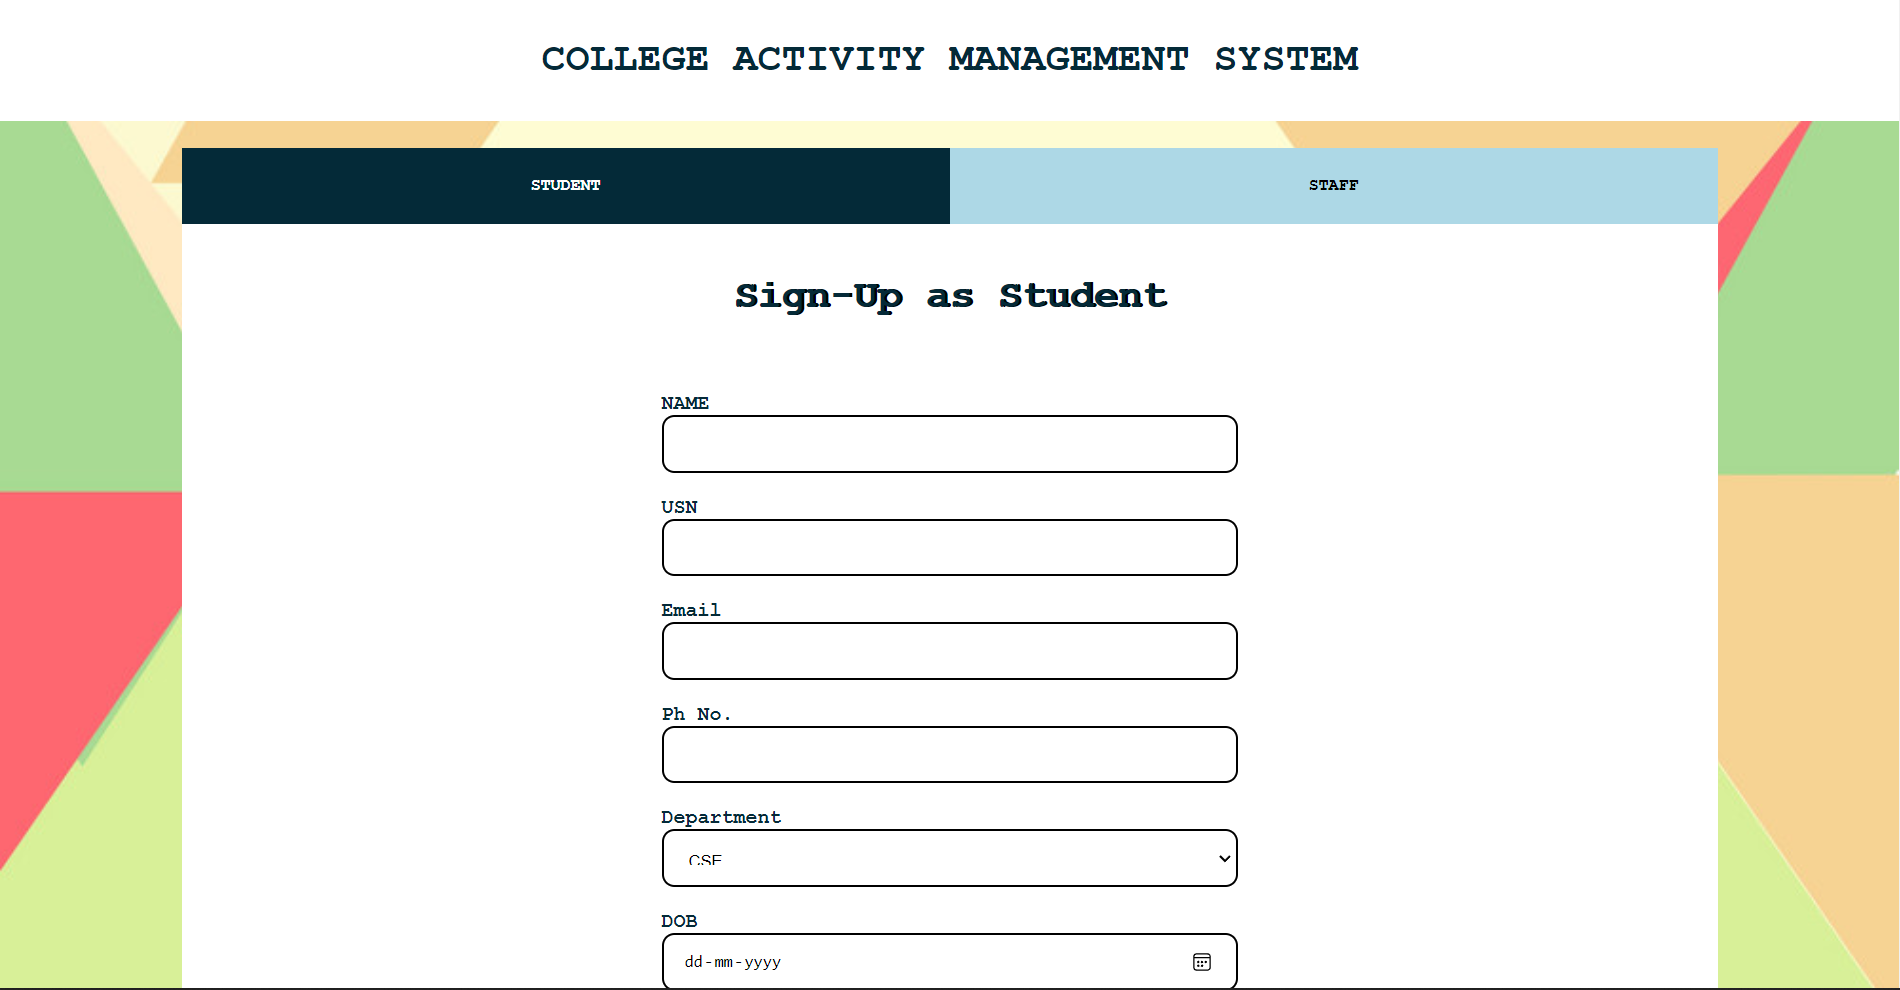 COLLEGE ACTIVITY MANAGEMENT SYSTEM
STUDENT STAFF
Sign-Up as Student
NAME
USN
Email
Ph No.
Department
CSE
DOB
dd-mm-yyyy